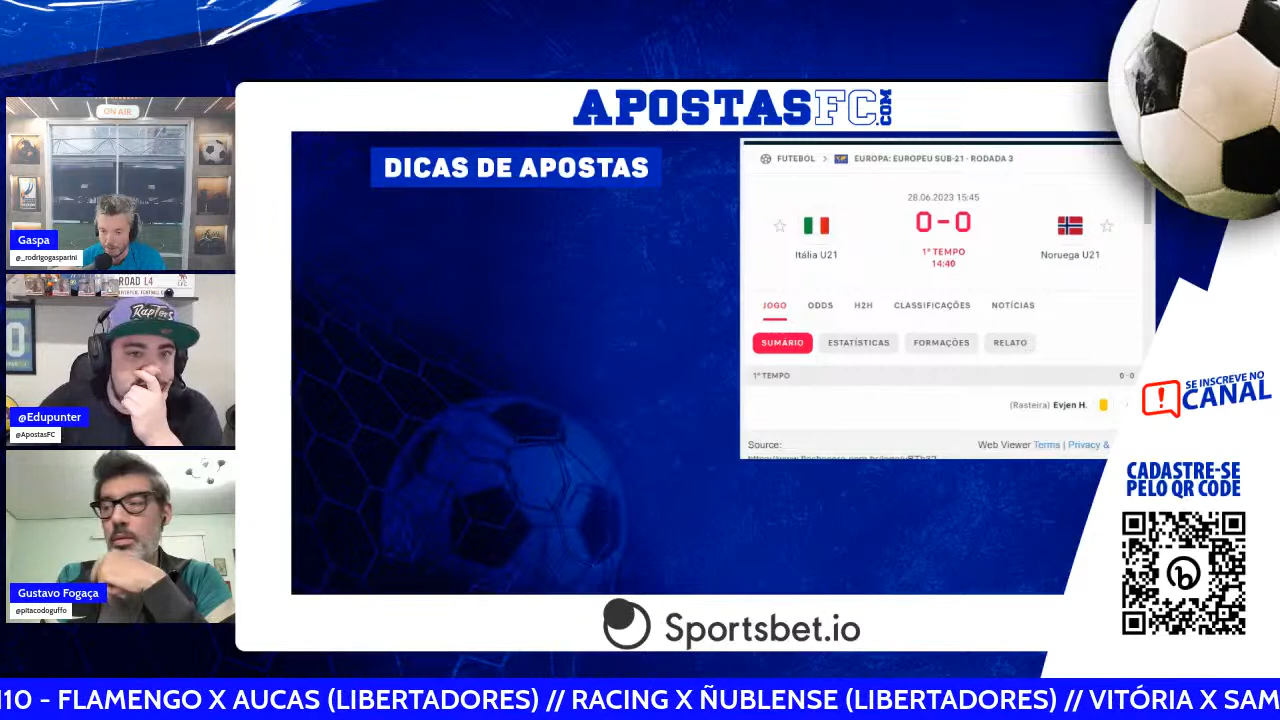 ON AIR
Gaspa
@_rodrigogasparini
ROAD L4
Raptors
@Edupunter
@ApostasFC
Gustavo Fogaça
@pitacodoguffo
APOSTASFC.COM
DICAS DE APOSTAS
FUTEBOL > EUROPA: EUROPEU SUB-21 - RODADA 3
28.06.2023 15:45
0-0
1º TEMPO
14:40
Itália U21
Noruega U21
JOGO ODDS H2H CLASSIFICAÇÕES NOTÍCIAS
SUMÁRIO ESTATÍSTICAS FORMAÇÕES RELATO
1º TEMPO 0-0
(Rasteira) Evjen H.
Source:
Web Viewer Terms | Privacy &
Sportsbet.io
SE INSCREVE NO
CANAL
CADASTRE-SE
PELO QR CODE
H10 - FLAMENGO X AUCAS (LIBERTADORES) // RACING X ÑUBLENSE (LIBERTADORES) // VITÓRIA X SAM